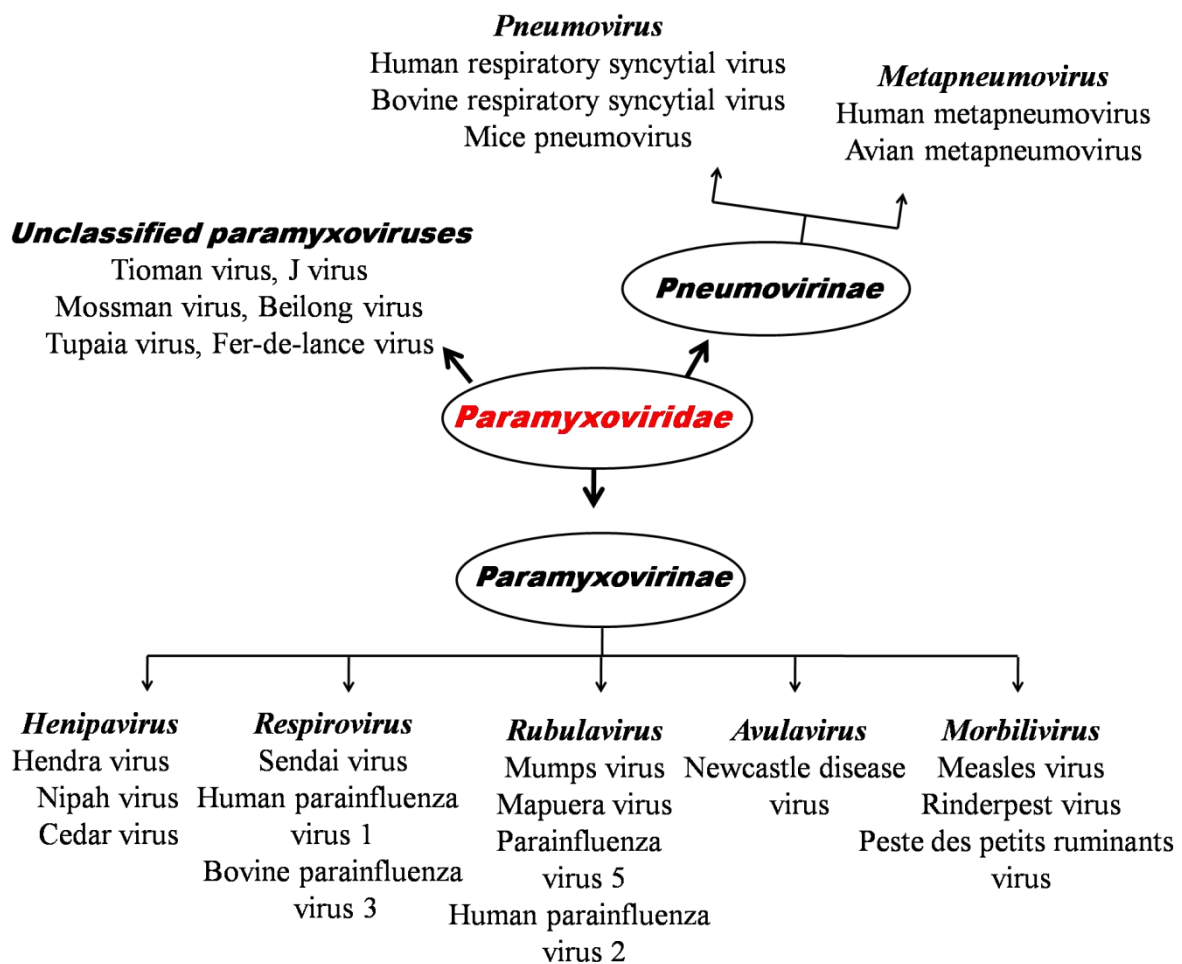 Pneumovirus
Human respiratory syncytial virus
Bovine respiratory syncytial virus
Mice pneumovirus
Metapneumovirus
Human metapneumovirus
Avian metapneumovirus
Unclassified paramyxoviruses
Tioman virus, J virus
Mossman virus, Beilong virus
Tupaia virus, Fer-de-lance virus
Pneumovirinae
Paramyxoviridae
Paramyxovirinae
Henipavirus
Hendra virus
Nipah virus
Cedar virus
Respirovirus
Sendai virus
Human parainfluenza
virus 1
Bovine parainfluenza
virus 3
Rubulavirus
Mumps virus
Mapuera virus
Parainfluenza
virus 5
Human parainfluenza
virus 2
Avulavirus
Newcastle disease
virus
Morbilivirus
Measles virus
Rinderpest virus
Peste des petits ruminants
virus